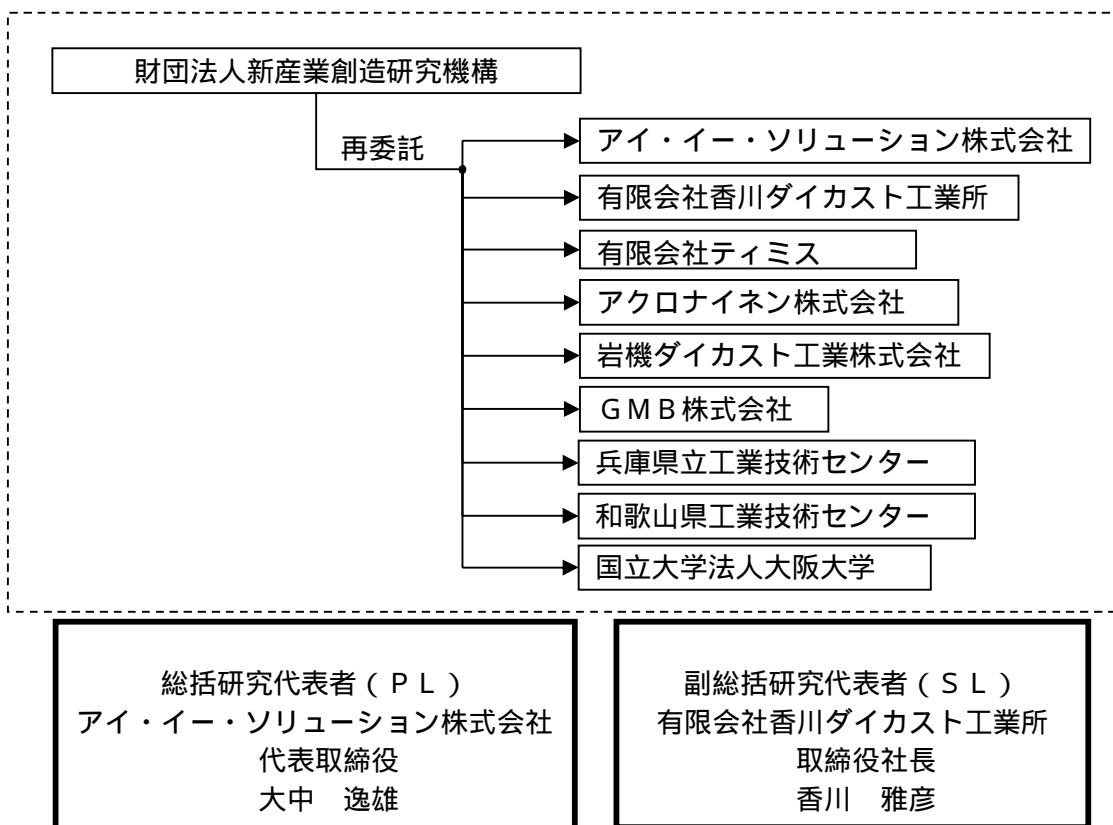 財団法人新産業創造研究機構
再委託
アイ・イー・ソリューション株式会社
有限会社香川ダイカスト工業所
有限会社ティミス
アクロナイネン株式会社
岩機ダイカスト工業株式会社
ＧＭＢ株式会社
兵庫県立工業技術センター
和歌山県工業技術センター
国立大学法人大阪大学
総括研究代表者（ＰＬ）
アイ・イー・ソリューション株式会社
代表取締役
大中　逸雄
副総括研究代表者（ＳＬ）
有限会社香川ダイカスト工業所
取締役社長
香川　雅彦